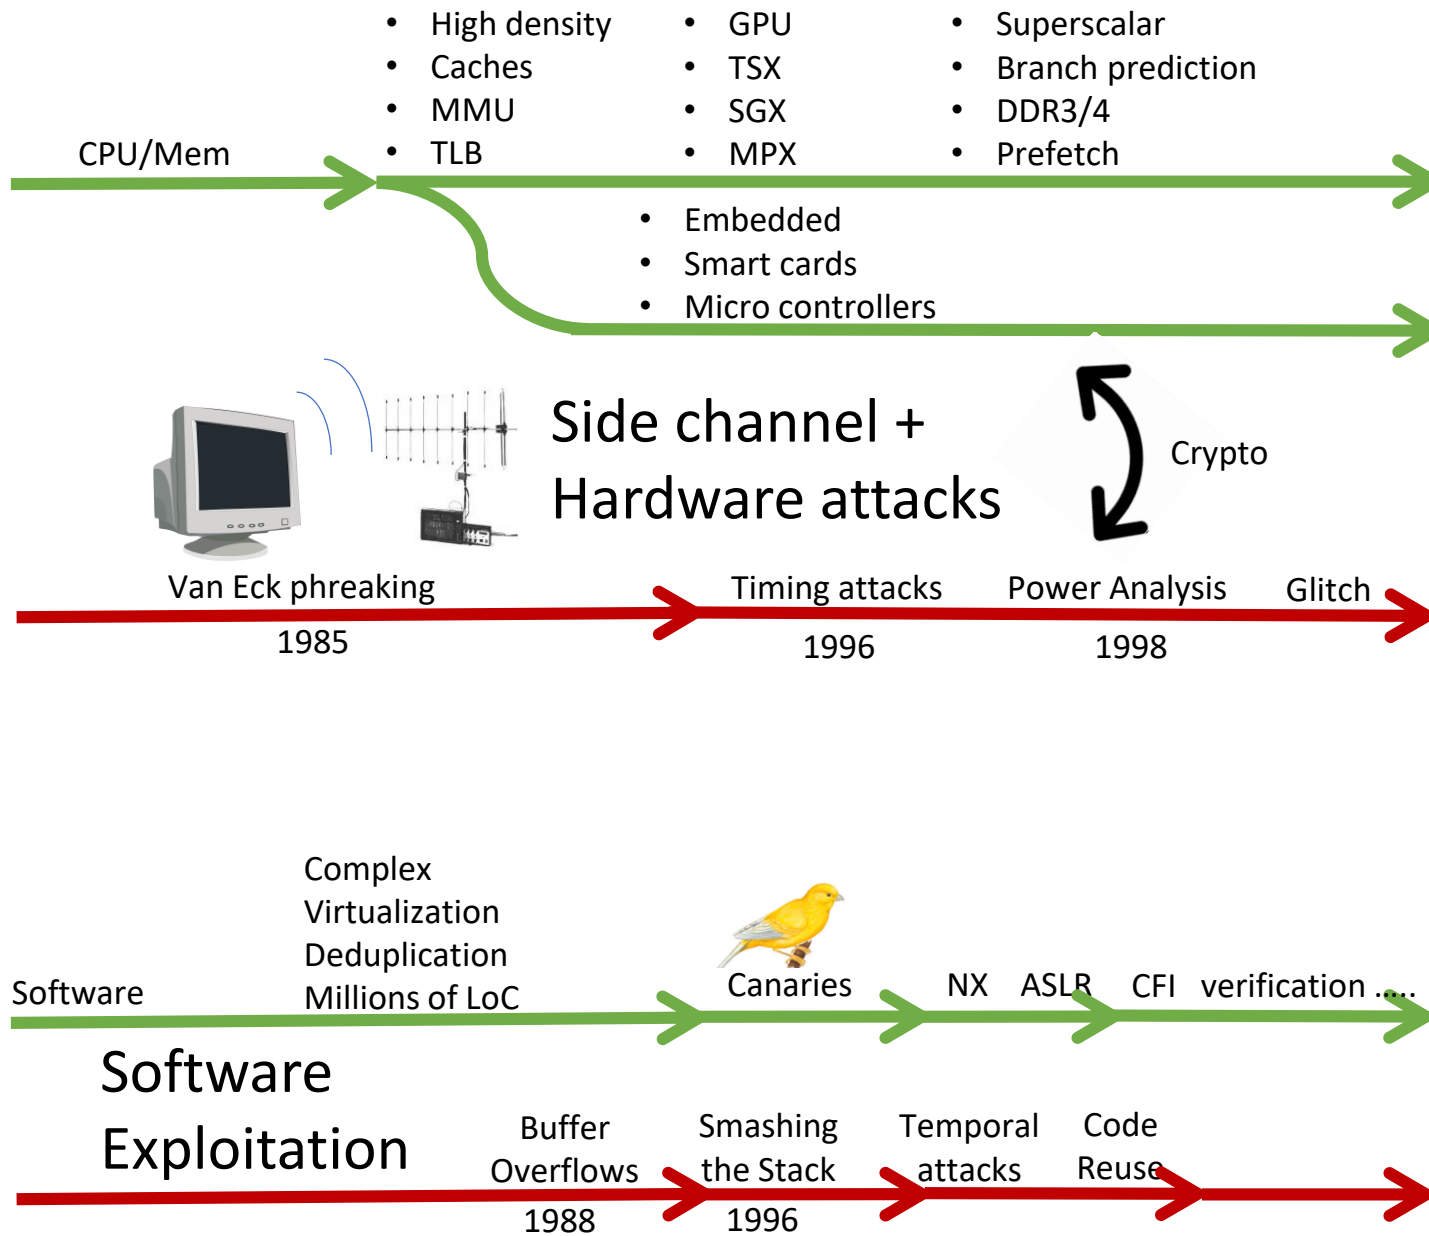 High density
Caches
MMU
TLB
GPU
TSX
SGX
MPX
Superscalar
Branch prediction
DDR3/4
Prefetch
CPU/Mem
Embedded
Smart cards
Micro controllers
Side channel +
Hardware attacks
Crypto
Van Eck phreaking
Timing attacks
Power Analysis
Glitch
1985
1996
1998
Complex
Virtualization
Deduplication
Millions of LoC
Software
Canaries
NX
ASLR
CFI
verification .....
Software
Exploitation
Buffer
Overflows
Smashing
the Stack
Temporal
attacks
Code
Reuse
1988
1996